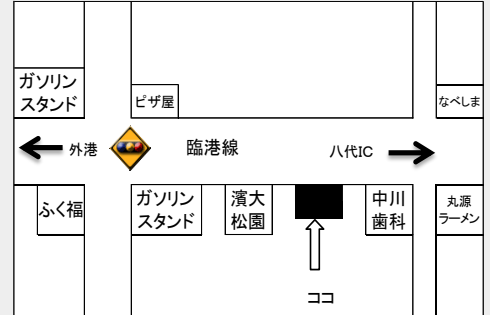 ガソリン
スタンド
ピザ屋
なべしま
外港
臨港線
八代IC
ふく福
ガソリン
スタンド
濱大
松園
中川
歯科
丸源
ラーメン
ココ